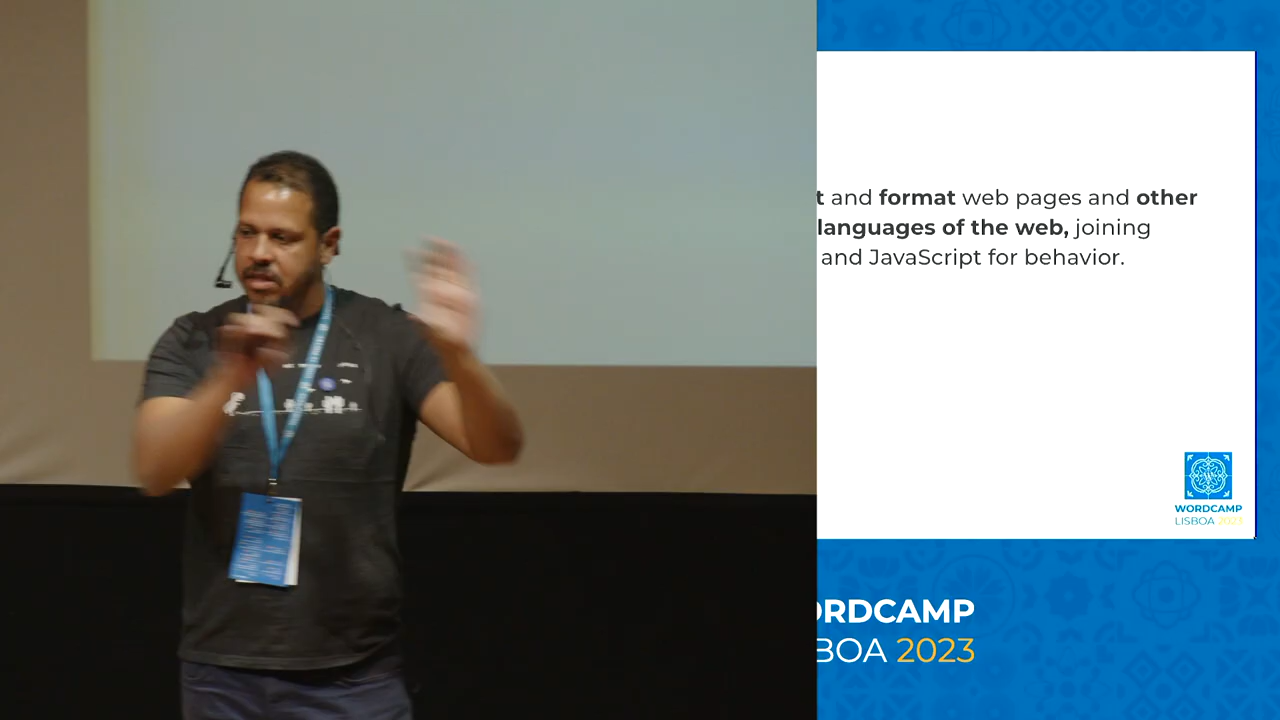 t and format web pages and other
languages of the web, joining
and JavaScript for behavior.
WORDCAMP
LISBOA 2023
ORDCAMP
BOA 2023